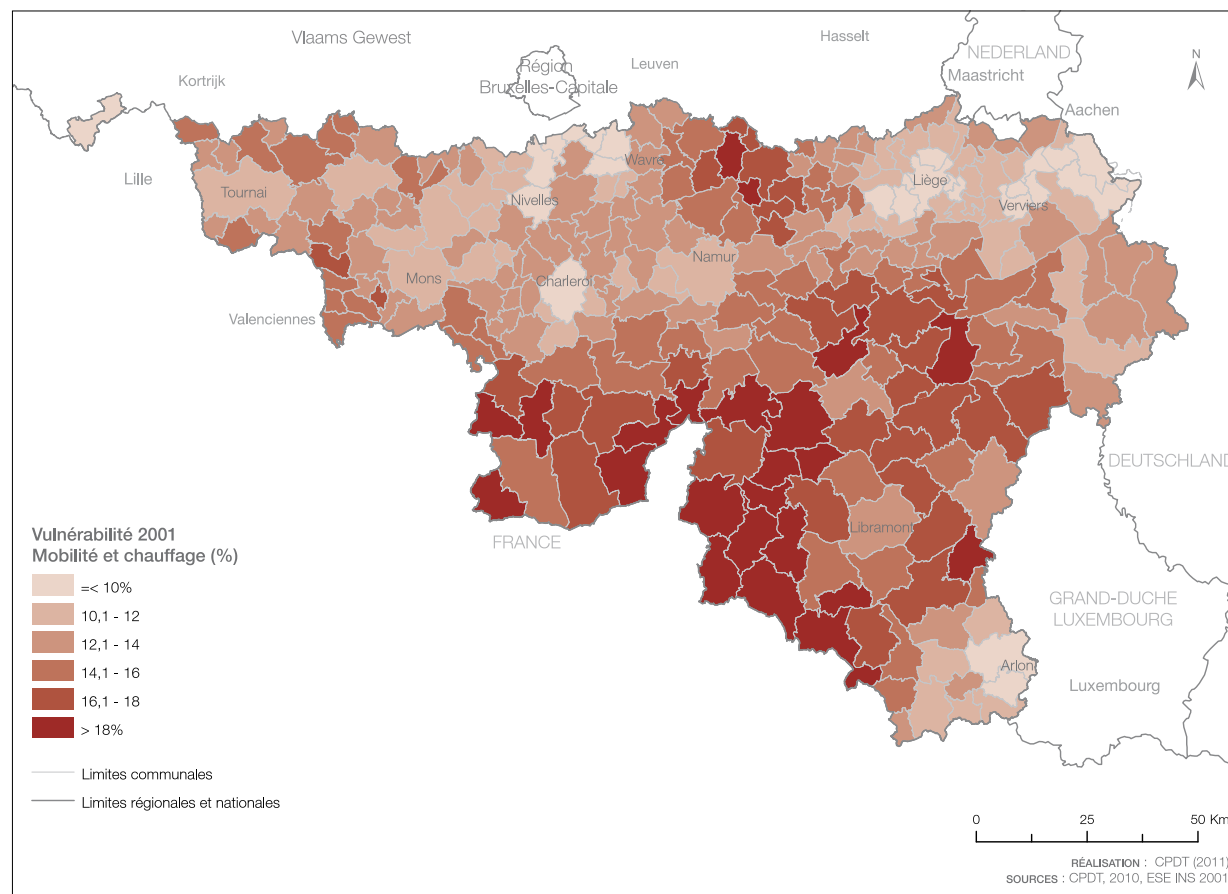 Vlaams Gewest
Hasselt
NEDERLAND
Maastricht
N
Région
Bruxelles-Capitale
Leuven
Kortrijk
Aachen
Lille
Tournai
Wavre
Liège
Nivelles
Verviers
Mons
Charleroi
Namur
Valenciennes
DEUTSCHLAND
Libramont
FRANCE
GRAND-DUCHE
LUXEMBOURG
Arlon
Luxembourg
Vulnérabilité 2001
Mobilité et chauffage (%)
=< 10%
10,1 - 12
12,1 - 14
14,1 - 16
16,1 - 18
> 18%
Limites communales
Limites régionales et nationales
0 25 50 Km
RÉALISATION : CPDT (2011)
SOURCES : CPDT, 2010, ESE INS 2001